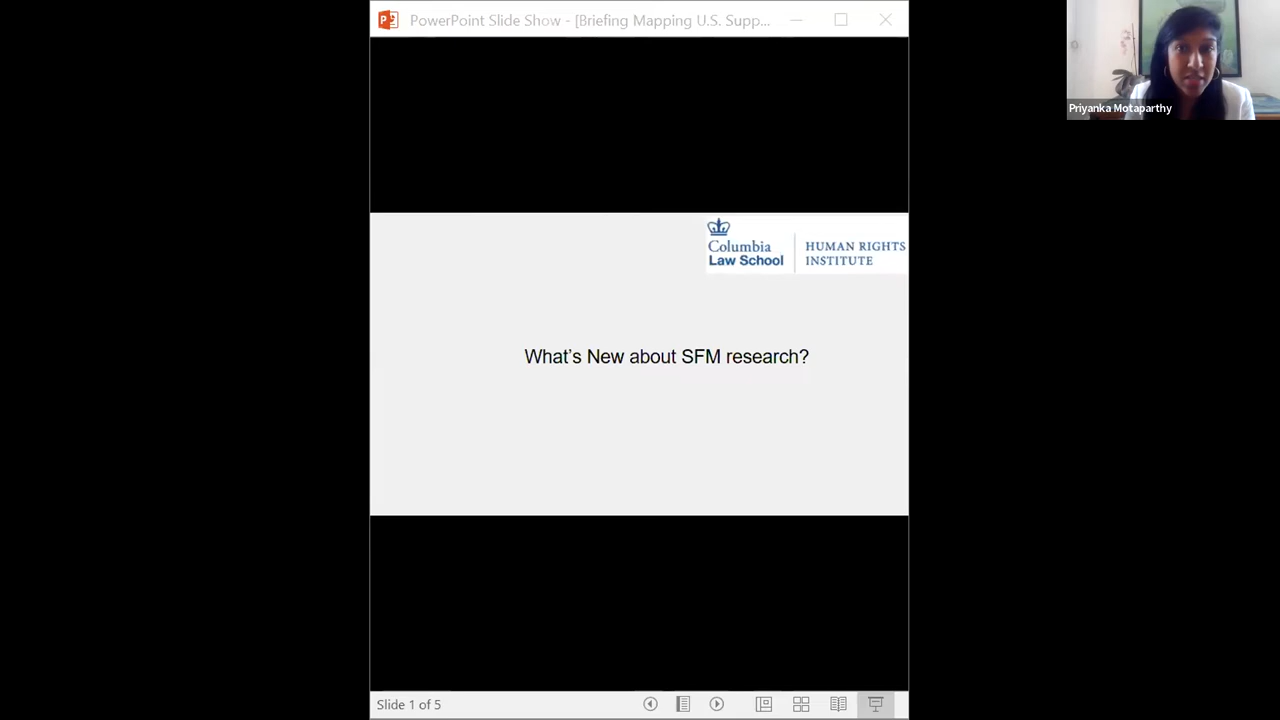 PowerPoint Slide Show - [Briefing Mapping U.S. Supp...
Priyanka Motaparthy
Columbia
Law School
HUMAN RIGHTS
INSTITUTE
What's New about SFM research?
Slide 1 of 5